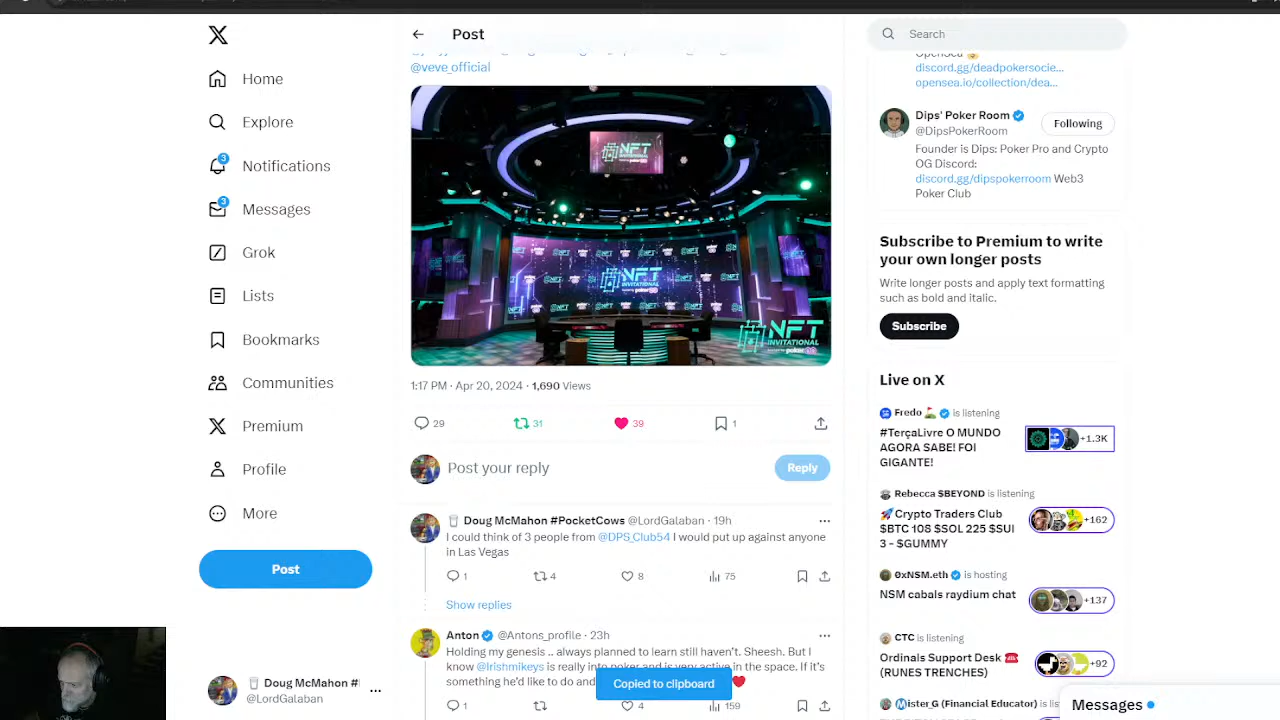 Home
Explore
3
Notifications
3
Messages
Grok
Lists
Bookmarks
Communities
Premium
Profile
More
Post
Doug McMahon #
@LordGalaban
Post
@veve_official
NFT
INVITATIONAL
NFT
INVITATIONAL
NFT
INVITATIONAL
1:17 PM · Apr 20, 2024 · 1,690 Views
29
31
39
1
Post your reply
Reply
Doug McMahon #PocketCows @LordGalaban · 19h
I could think of 3 people from @DPS_Club54 I would put up against anyone
in Las Vegas
1
4
8
75
Show replies
Anton @Antons_profile · 23h
Holding my genesis .. always planned to learn still haven't. Sheesh. But I
know @Irishmikeys is really into poker and is very active in the space. If it's
something he'd like to do and
1
4
159
Copied to clipboard
Search
OpenSea
discord.gg/deadpokersocie…
opensea.io/collection/dea…
Dips' Poker Room
@DipsPokerRoom
Following
Founder is Dips: Poker Pro and Crypto
OG Discord:
discord.gg/dipspokerroom Web3
Poker Club
Subscribe to Premium to write
your own longer posts
Write longer posts and apply text formatting
such as bold and italic.
Subscribe
Live on X
Fredo is listening
#TerçaLivre O MUNDO
AGORA SABE! FOI
GIGANTE!
+1.3K
Rebecca $BEYOND is listening
Crypto Traders Club
$BTC 108 $SOL 225 $SUI
3 - $GUMMY
+162
0xNSM.eth is hosting
NSM cabals raydium chat
+137
CTC is listening
Ordinals Support Desk
(RUNES TRENCHES)
+92
Mister_G (Financial Educator) is listening
Messages